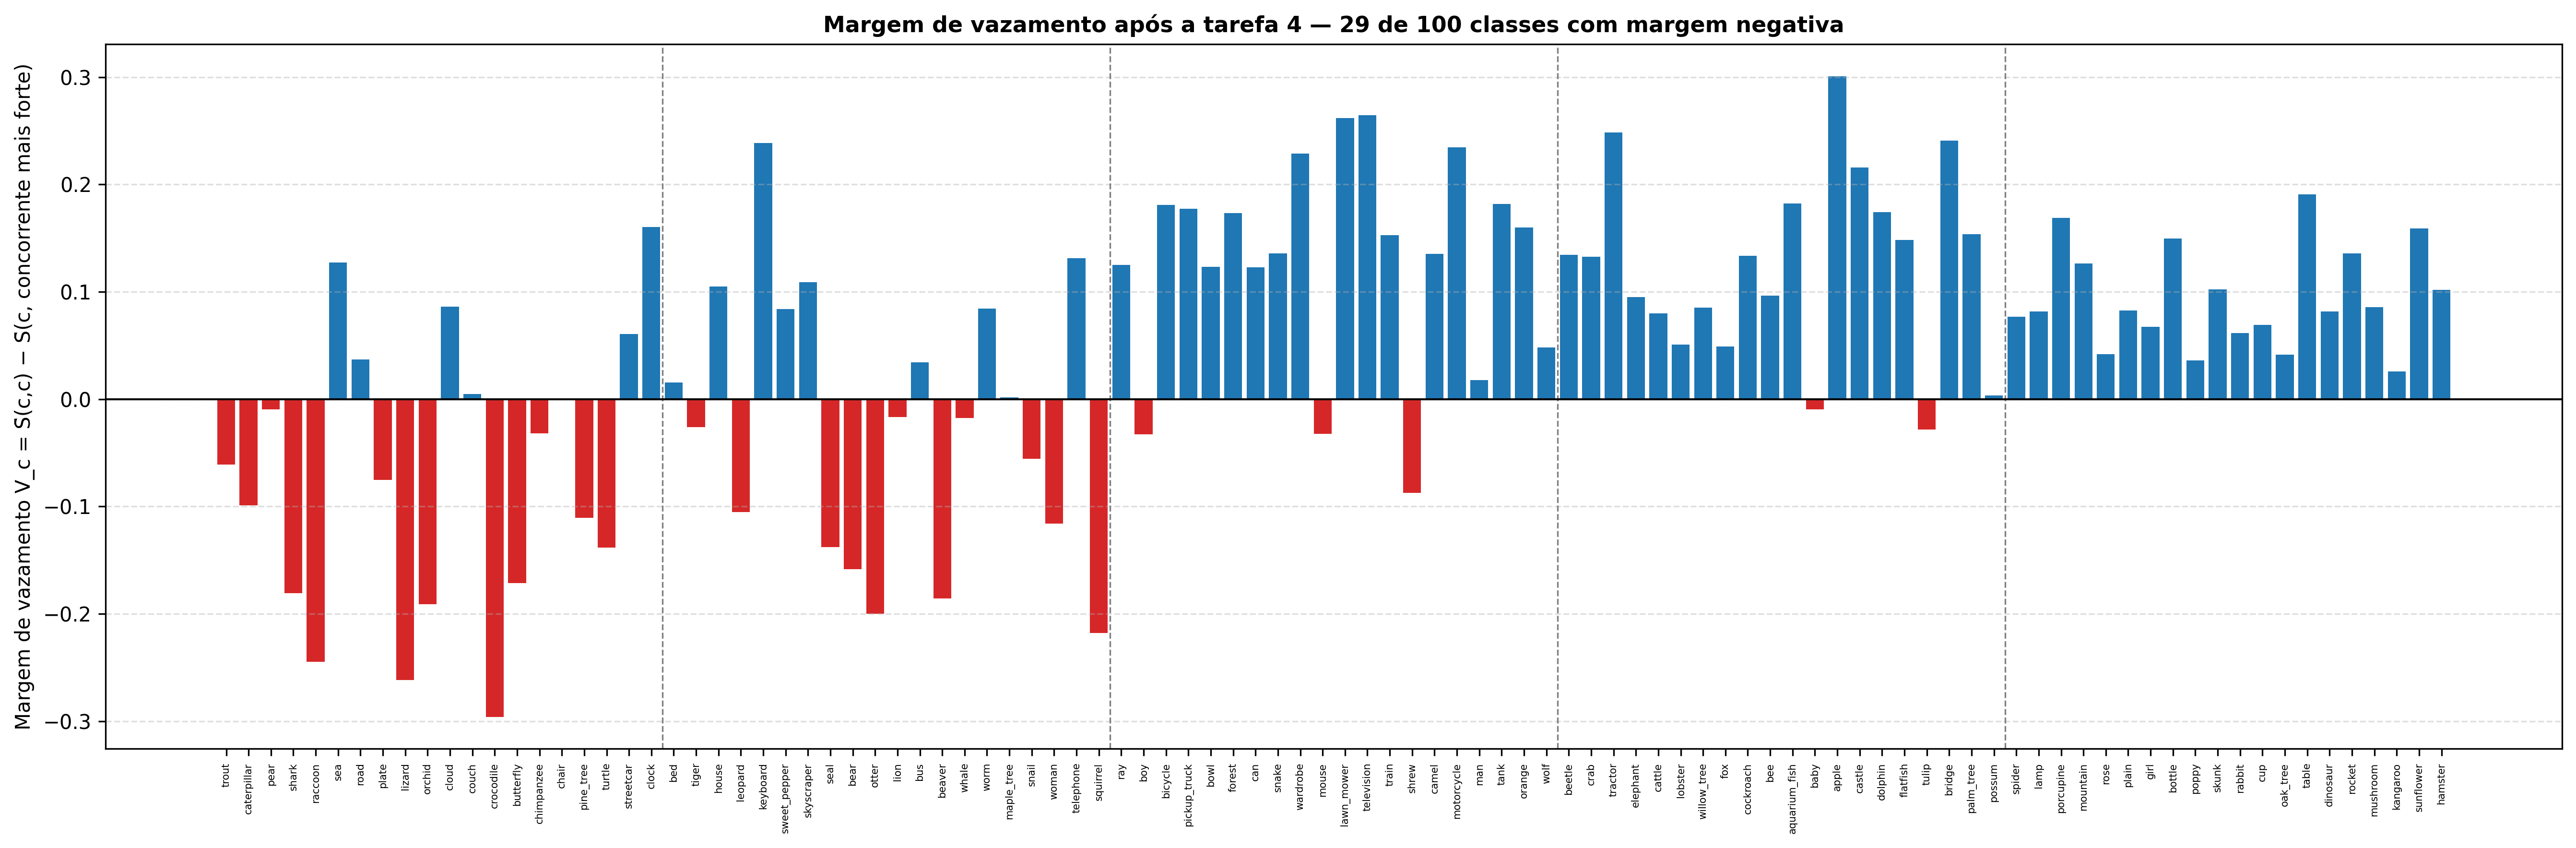 Margem de vazamento após a tarefa 4 — 29 de 100 classes com margem negativa
Margem de vazamento V_c = S(c,c) − S(c, concorrente mais forte)
0.3
0.2
0.1
0.0
−0.1
−0.2
−0.3
trout
caterpillar
pear
shark
raccoon
sea
road
plate
lizard
orchid
cloud
couch
crocodile
butterfly
chimpanzee
chair
pine_tree
turtle
streetcar
clock
bed
tiger
house
leopard
keyboard
sweet_pepper
skyscraper
seal
bear
otter
lion
bus
beaver
whale
worm
maple_tree
snail
woman
telephone
squirrel
ray
boy
bicycle
pickup_truck
bowl
forest
can
snake
wardrobe
mouse
lawn_mower
television
train
shrew
camel
motorcycle
man
tank
orange
wolf
beetle
crab
tractor
elephant
cattle
lobster
willow_tree
fox
cockroach
bee
aquarium_fish
baby
apple
castle
dolphin
flatfish
tulip
bridge
palm_tree
possum
spider
lamp
porcupine
mountain
rose
plain
girl
bottle
poppy
skunk
rabbit
cup
oak_tree
table
dinosaur
rocket
mushroom
kangaroo
sunflower
hamster